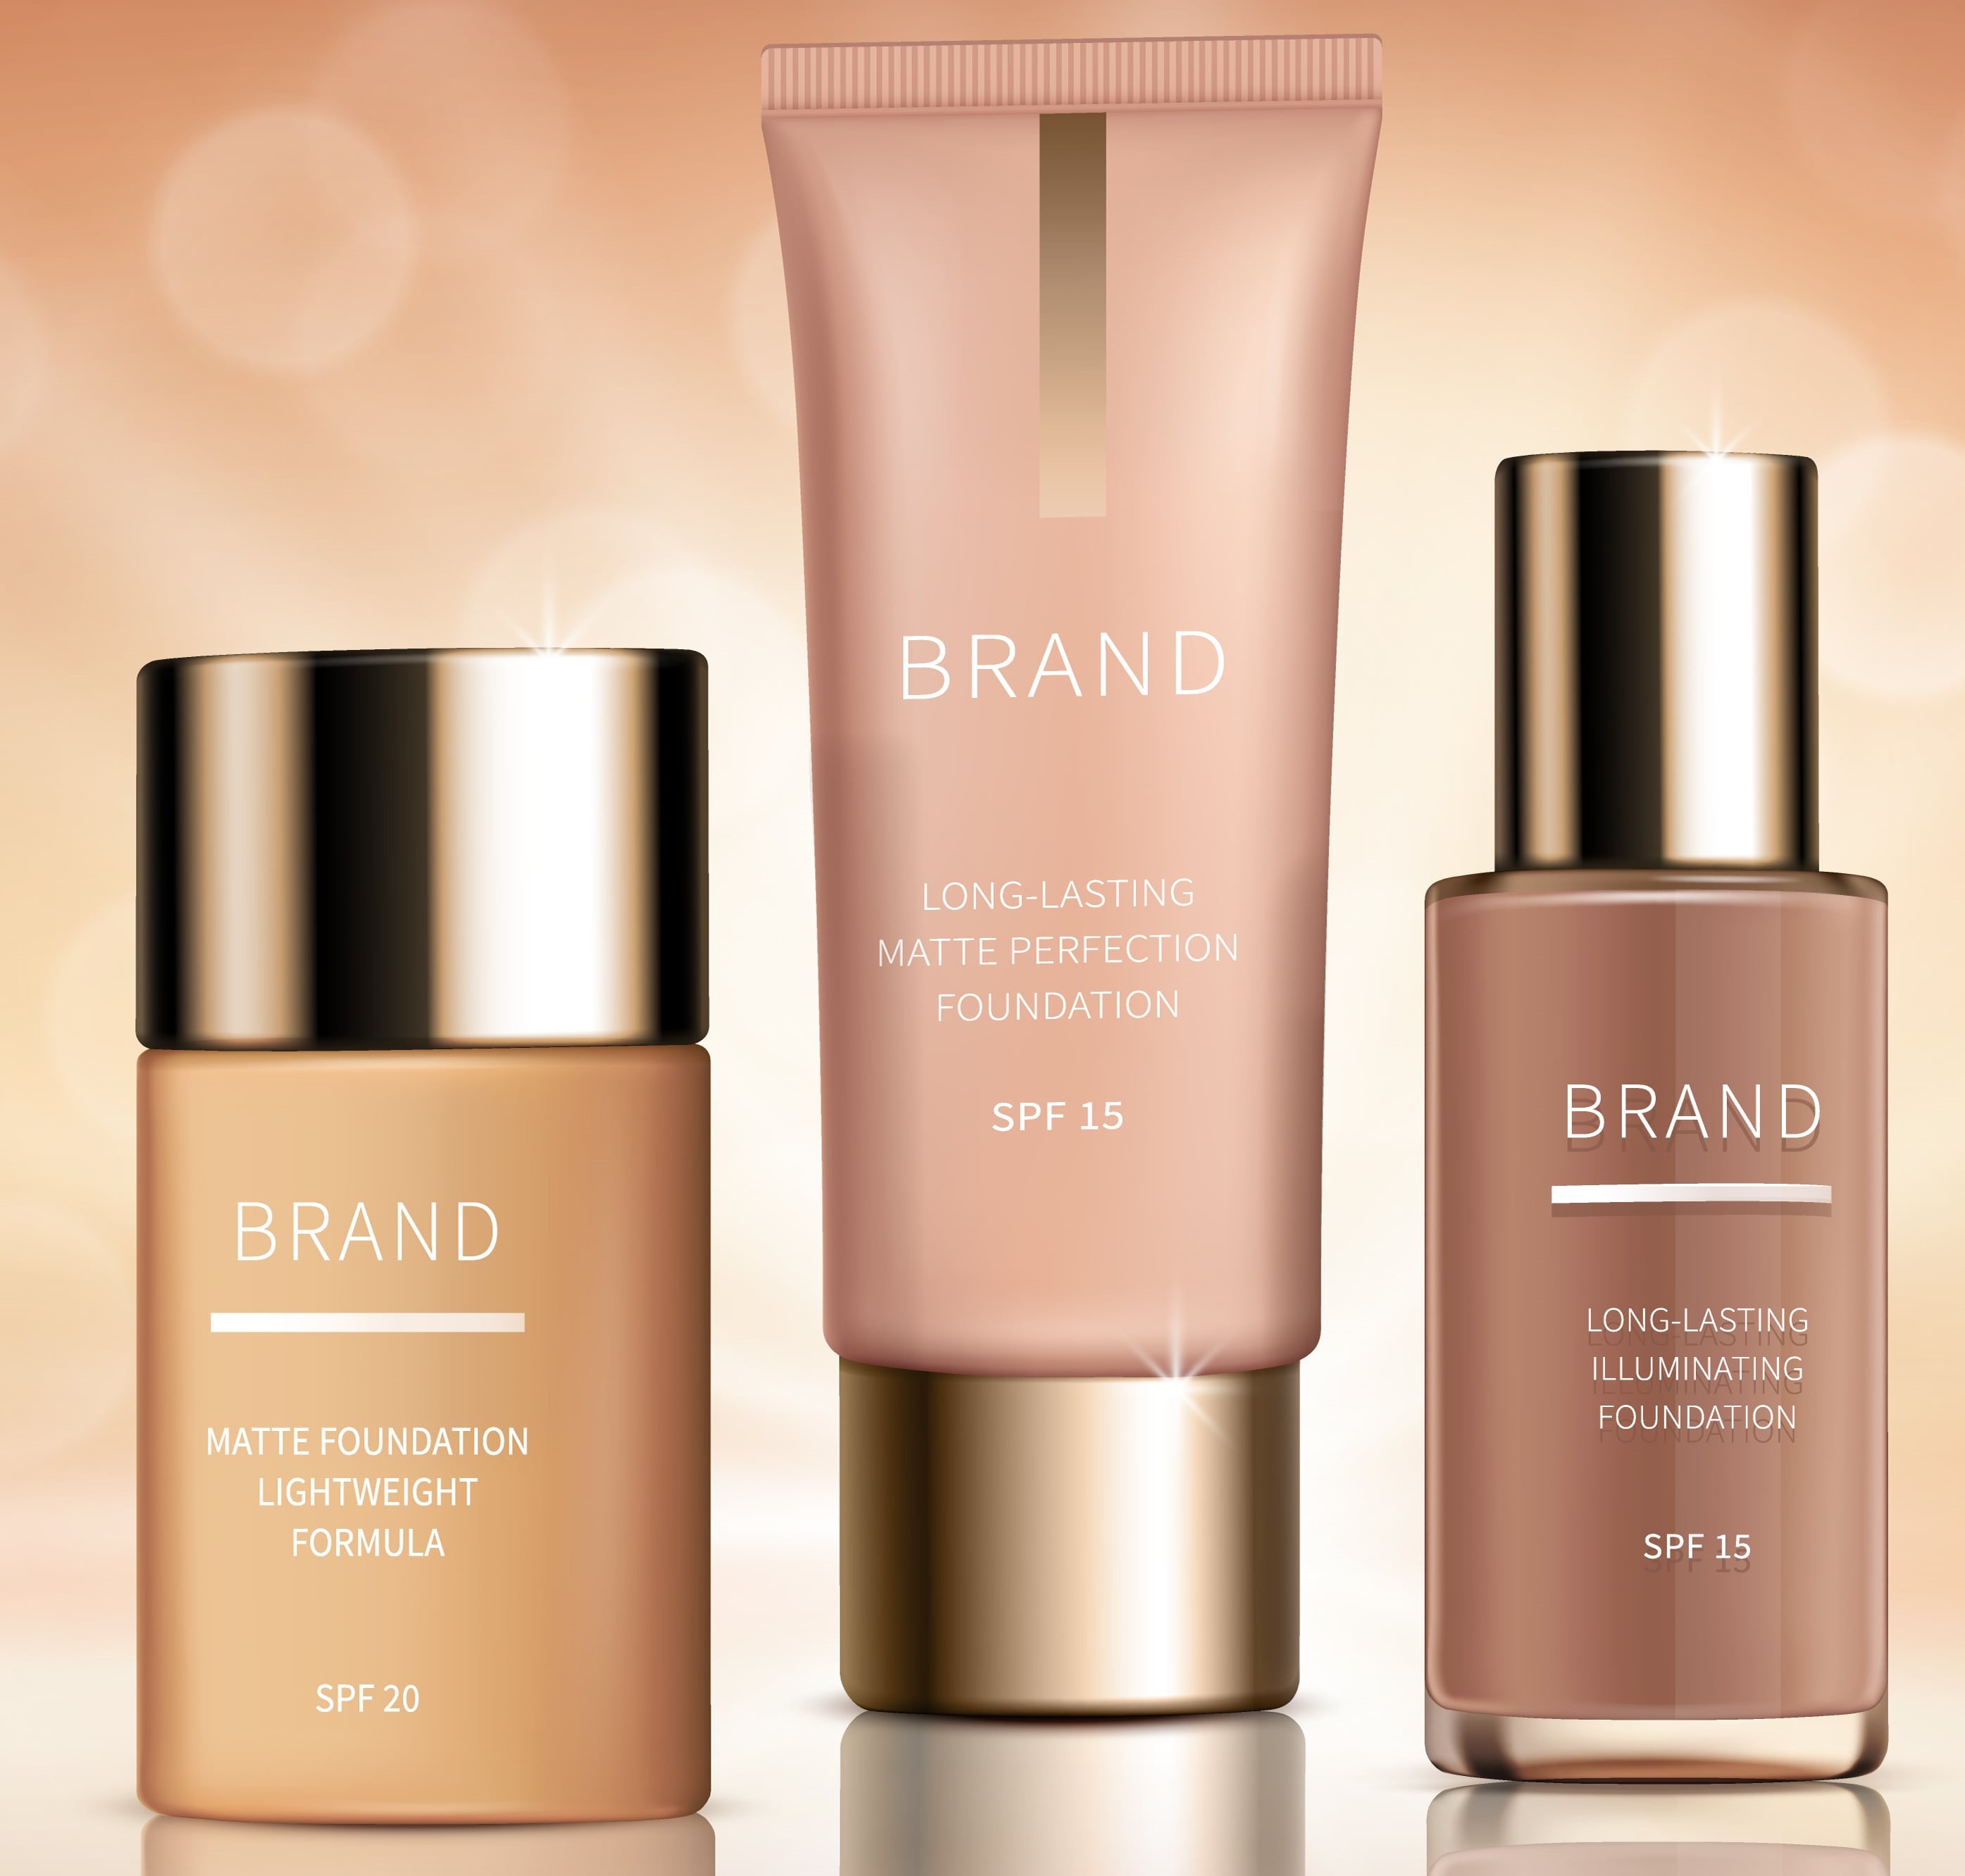 BRAND
MATTE FOUNDATION
LIGHTWEIGHT
FORMULA
SPF 20
BRAND
LONG-LASTING
MATTE PERFECTION
FOUNDATION
SPF 15
BRAND
LONG-LASTING
ILLUMINATING
FOUNDATION
SPF 15